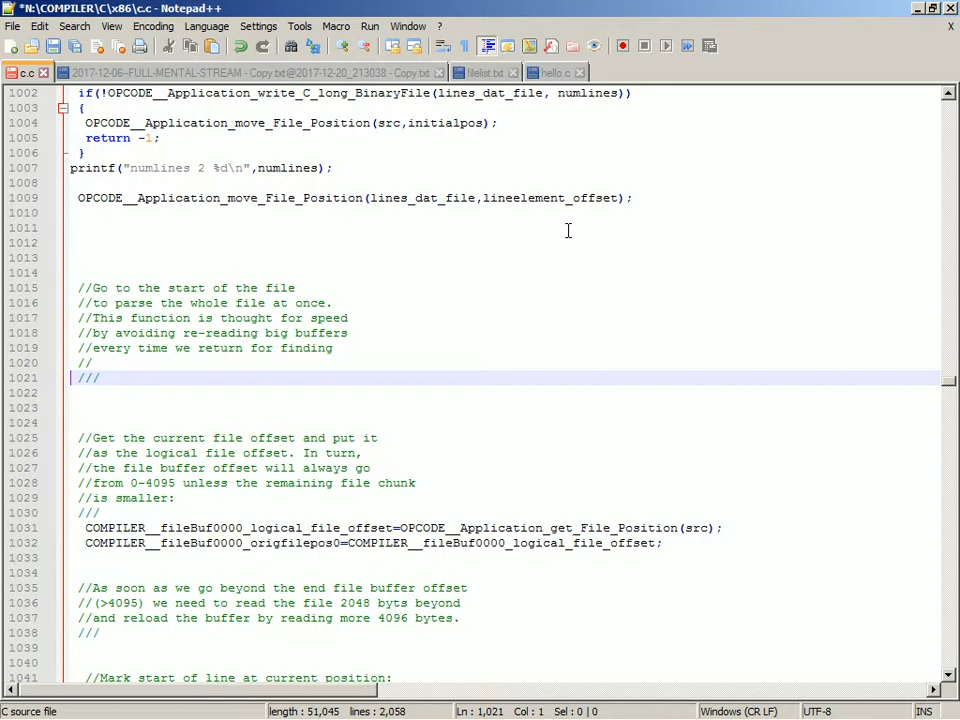 *N:\COMPILER\C\x86\c.c - Notepad++
File Edit Search View Encoding Language Settings Tools Macro Run Window ? X
c.c 2017-12-06--FULL-MENTAL-STREAM - Copy.txt@2017-12-20_213038 - Copy.txt filelist.txt hello.c
1002 if(!OPCODE__Application_write_C_long_BinaryFile(lines_dat_file, numlines))
1003 {
1004 OPCODE__Application_move_File_Position(src,initialpos);
1005 return -1;
1006 }
1007 printf("numlines 2 %d\n",numlines);
1008
1009 OPCODE__Application_move_File_Position(lines_dat_file,lineelement_offset);
1010
1011
1012
1013
1014
1015 //Go to the start of the file
1016 //to parse the whole file at once.
1017 //This function is thought for speed
1018 //by avoiding re-reading big buffers
1019 //every time we return for finding
1020 //
1021 ///
1022
1023
1024
1025 //Get the current file offset and put it
1026 //as the logical file offset. In turn,
1027 //the file buffer offset will always go
1028 //from 0-4095 unless the remaining file chunk
1029 //is smaller:
1030 ///
1031 COMPILER__fileBuf0000_logical_file_offset=OPCODE__Application_get_File_Position(src);
1032 COMPILER__fileBuf0000_origfilepos0=COMPILER__fileBuf0000_logical_file_offset;
1033
1034
1035 //As soon as we go beyond the end file buffer offset
1036 //(>4095) we need to read the file 2048 byts beyond
1037 //and reload the buffer by reading more 4096 bytes.
1038 ///
1039
1040
1041 //Mark start of line at current position:
C source file length : 51,045 lines : 2,058 Ln : 1,021 Col : 1 Sel : 0 | 0 Windows (CR LF) UTF-8 INS